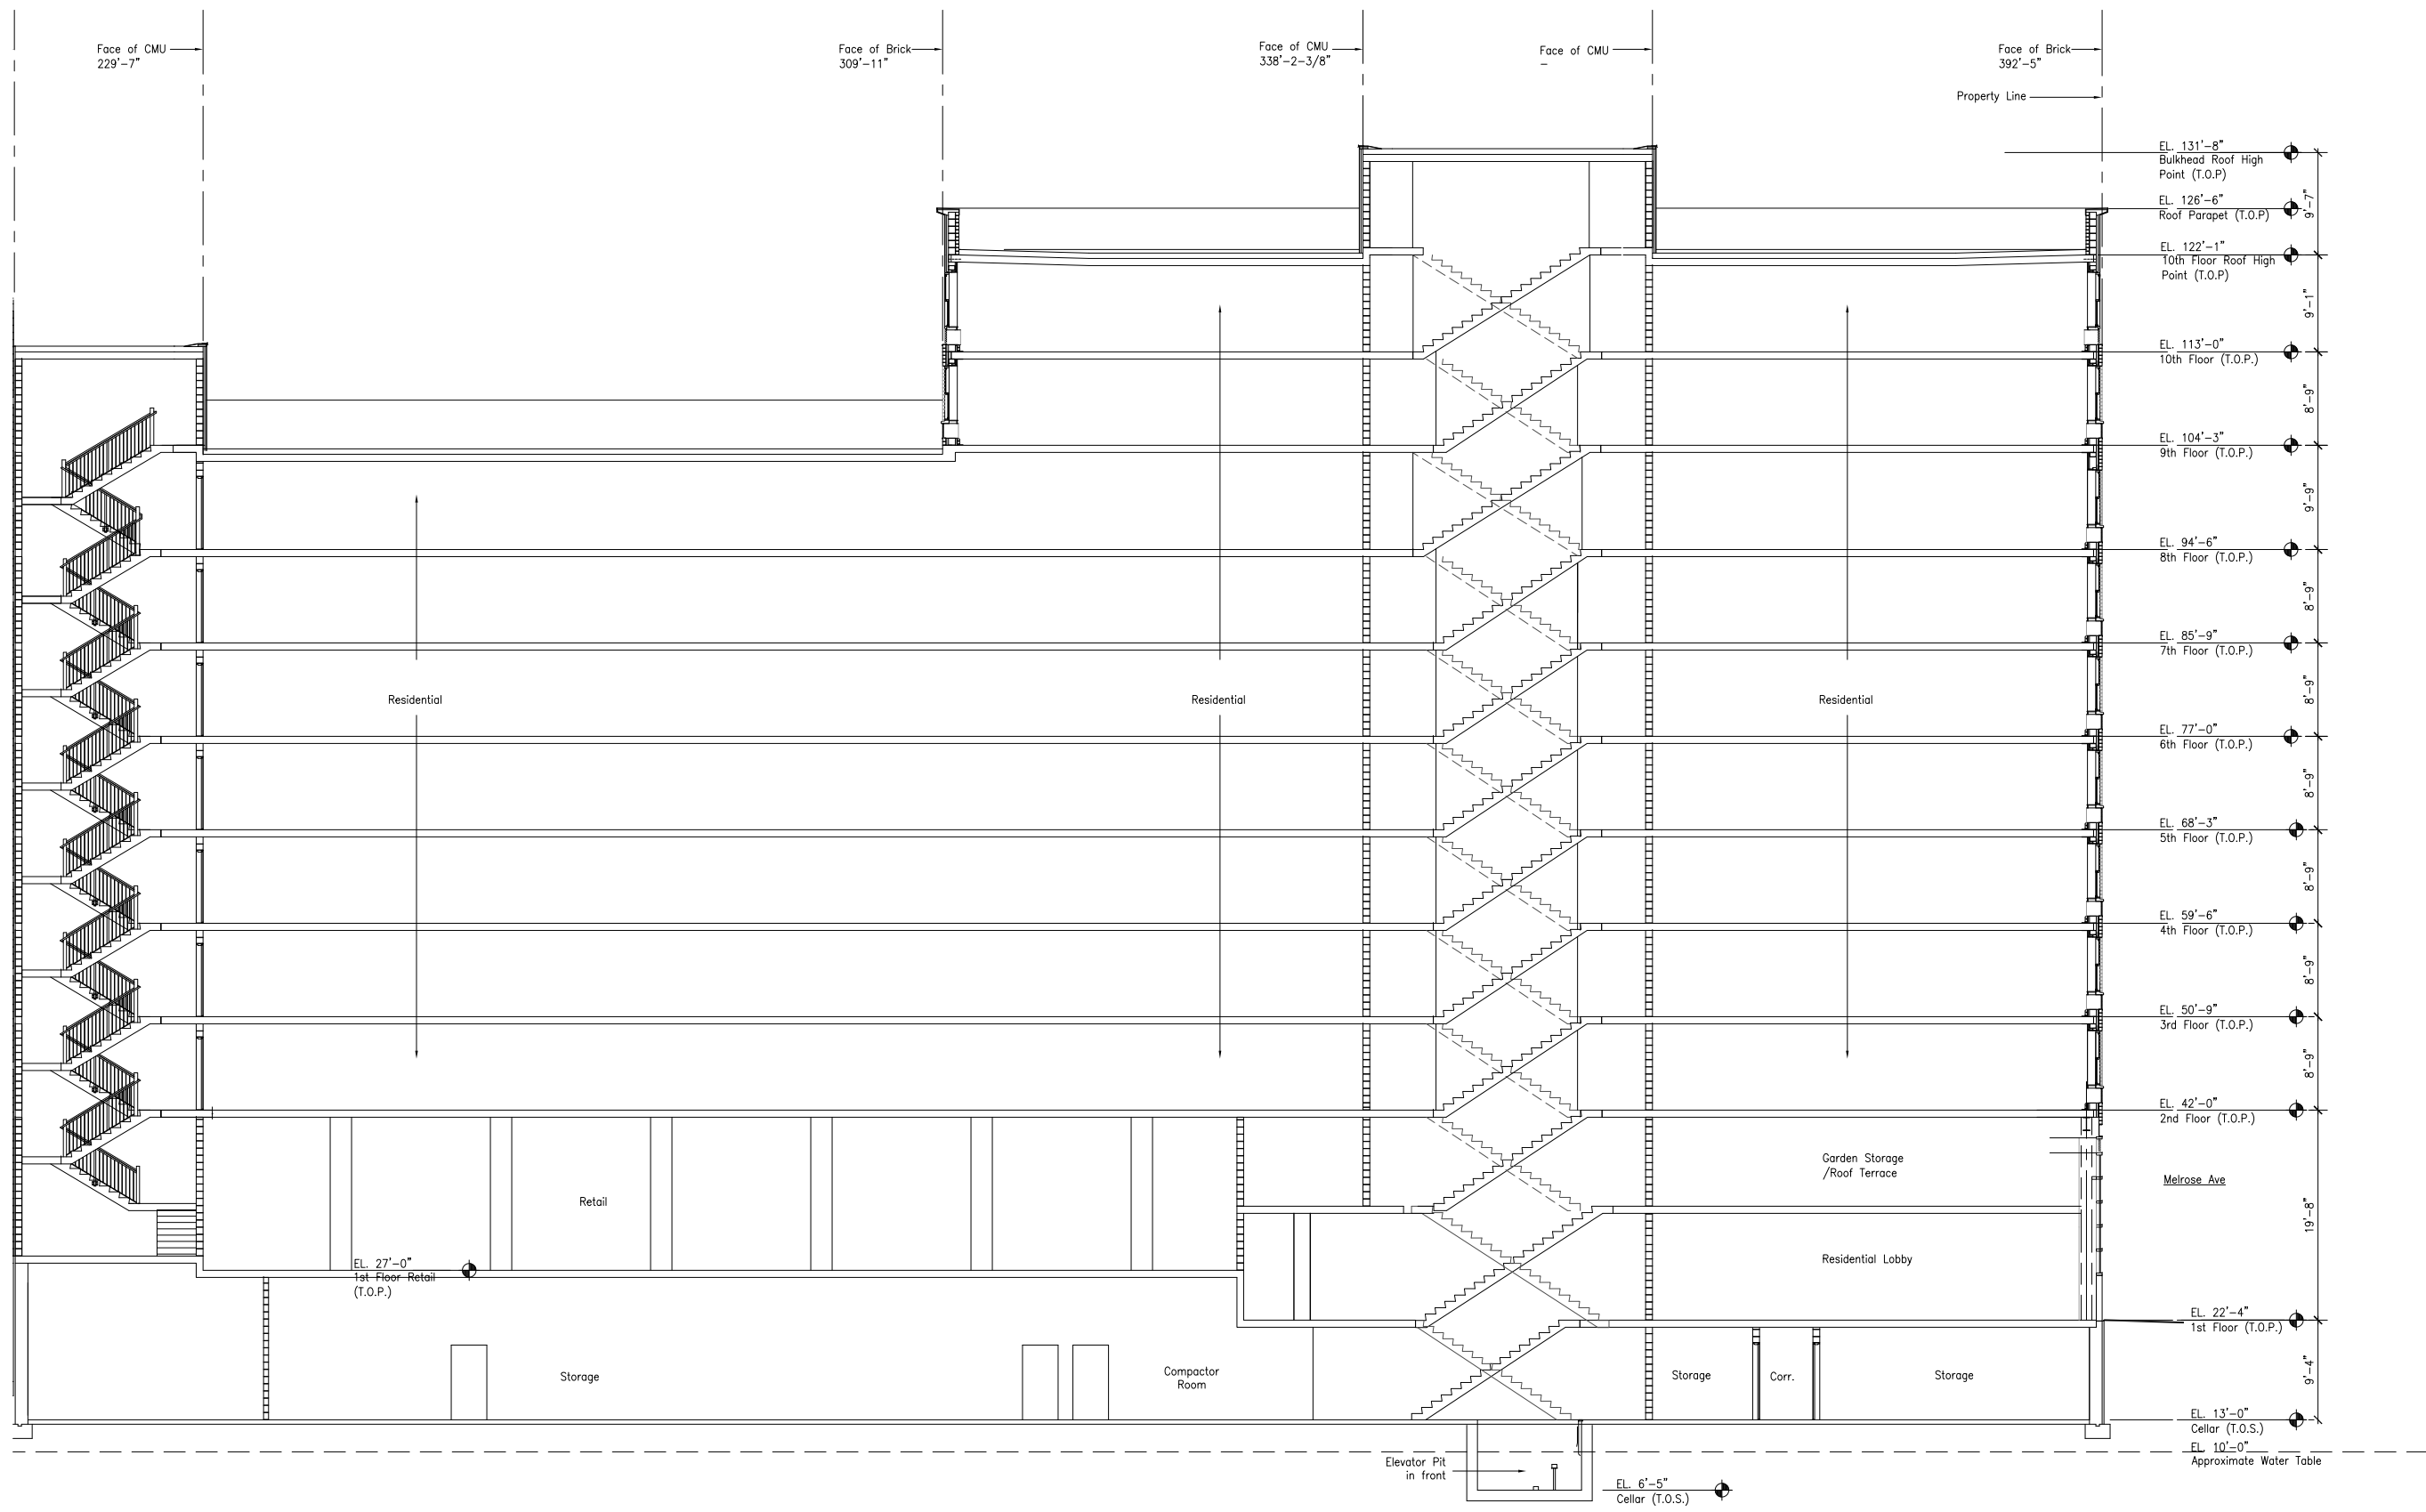 Face of CMU
229'-7"
Face of Brick
309'-11"
Face of CMU
338'-2-3/8"
Face of CMU
–
Face of Brick
392'-5"
Property Line
EL. 131'-8"
Bulkhead Roof High
Point (T.O.P)
9'-7"
EL. 126'-6"
Roof Parapet (T.O.P)
EL. 122'-1"
10th Floor Roof High
Point (T.O.P)
9'-1"
EL. 113'-0"
10th Floor (T.O.P.)
8'-9"
EL. 104'-3"
9th Floor (T.O.P.)
9'-9"
EL. 94'-6"
8th Floor (T.O.P.)
8'-9"
EL. 85'-9"
7th Floor (T.O.P.)
8'-9"
Residential
Residential
Residential
EL. 77'-0"
6th Floor (T.O.P.)
8'-9"
EL. 68'-3"
5th Floor (T.O.P.)
8'-9"
EL. 59'-6"
4th Floor (T.O.P.)
8'-9"
EL. 50'-9"
3rd Floor (T.O.P.)
8'-9"
EL. 42'-0"
2nd Floor (T.O.P.)
Garden Storage
/Roof Terrace
Melrose Ave
Retail
19'-8"
Residential Lobby
EL. 27'-0"
1st Floor Retail
(T.O.P.)
EL. 22'-4"
1st Floor (T.O.P.)
9'-4"
Storage
Compactor
Room
Storage
Corr.
Storage
EL. 13'-0"
Cellar (T.O.S.)
EL. 10'-0"
Approximate Water Table
Elevator Pit
in front
EL. 6'-5"
Cellar (T.O.S.)